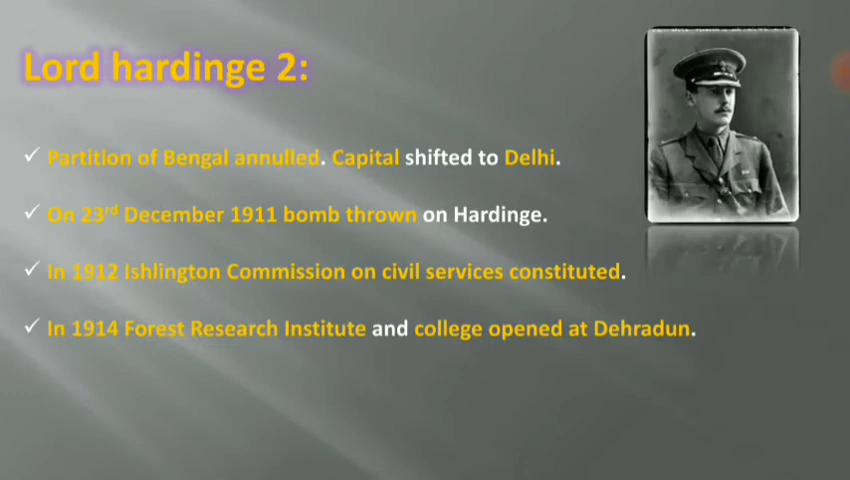 Lord hardinge 2:
✓ Partition of Bengal annulled. Capital shifted to Delhi.
✓ On 23rd December 1911 bomb thrown on Hardinge.
✓ In 1912 Ishlington Commission on civil services constituted.
✓ In 1914 Forest Research Institute and college opened at Dehradun.